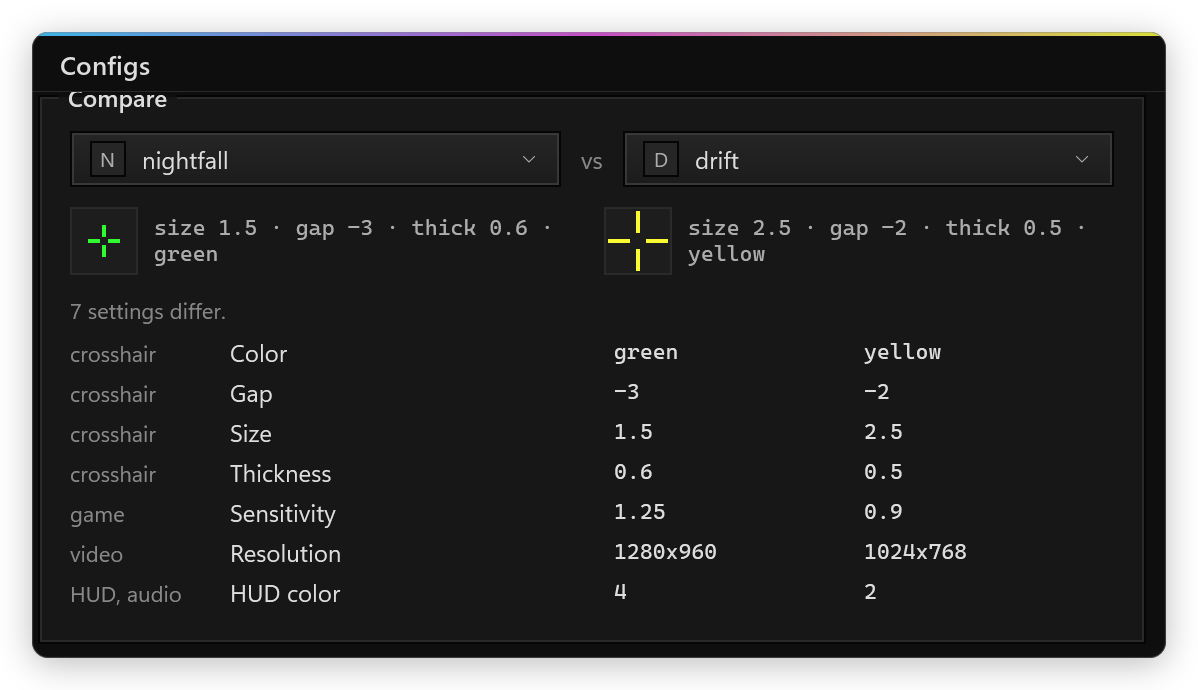 Configs
Compare
N nightfall vs D drift
size 1.5 · gap −3 · thick 0.6 ·
green
size 2.5 · gap −2 · thick 0.5 ·
yellow
7 settings differ.
crosshair Color green yellow
crosshair Gap −3 −2
crosshair Size 1.5 2.5
crosshair Thickness 0.6 0.5
game Sensitivity 1.25 0.9
video Resolution 1280x960 1024x768
HUD, audio HUD color 4 2